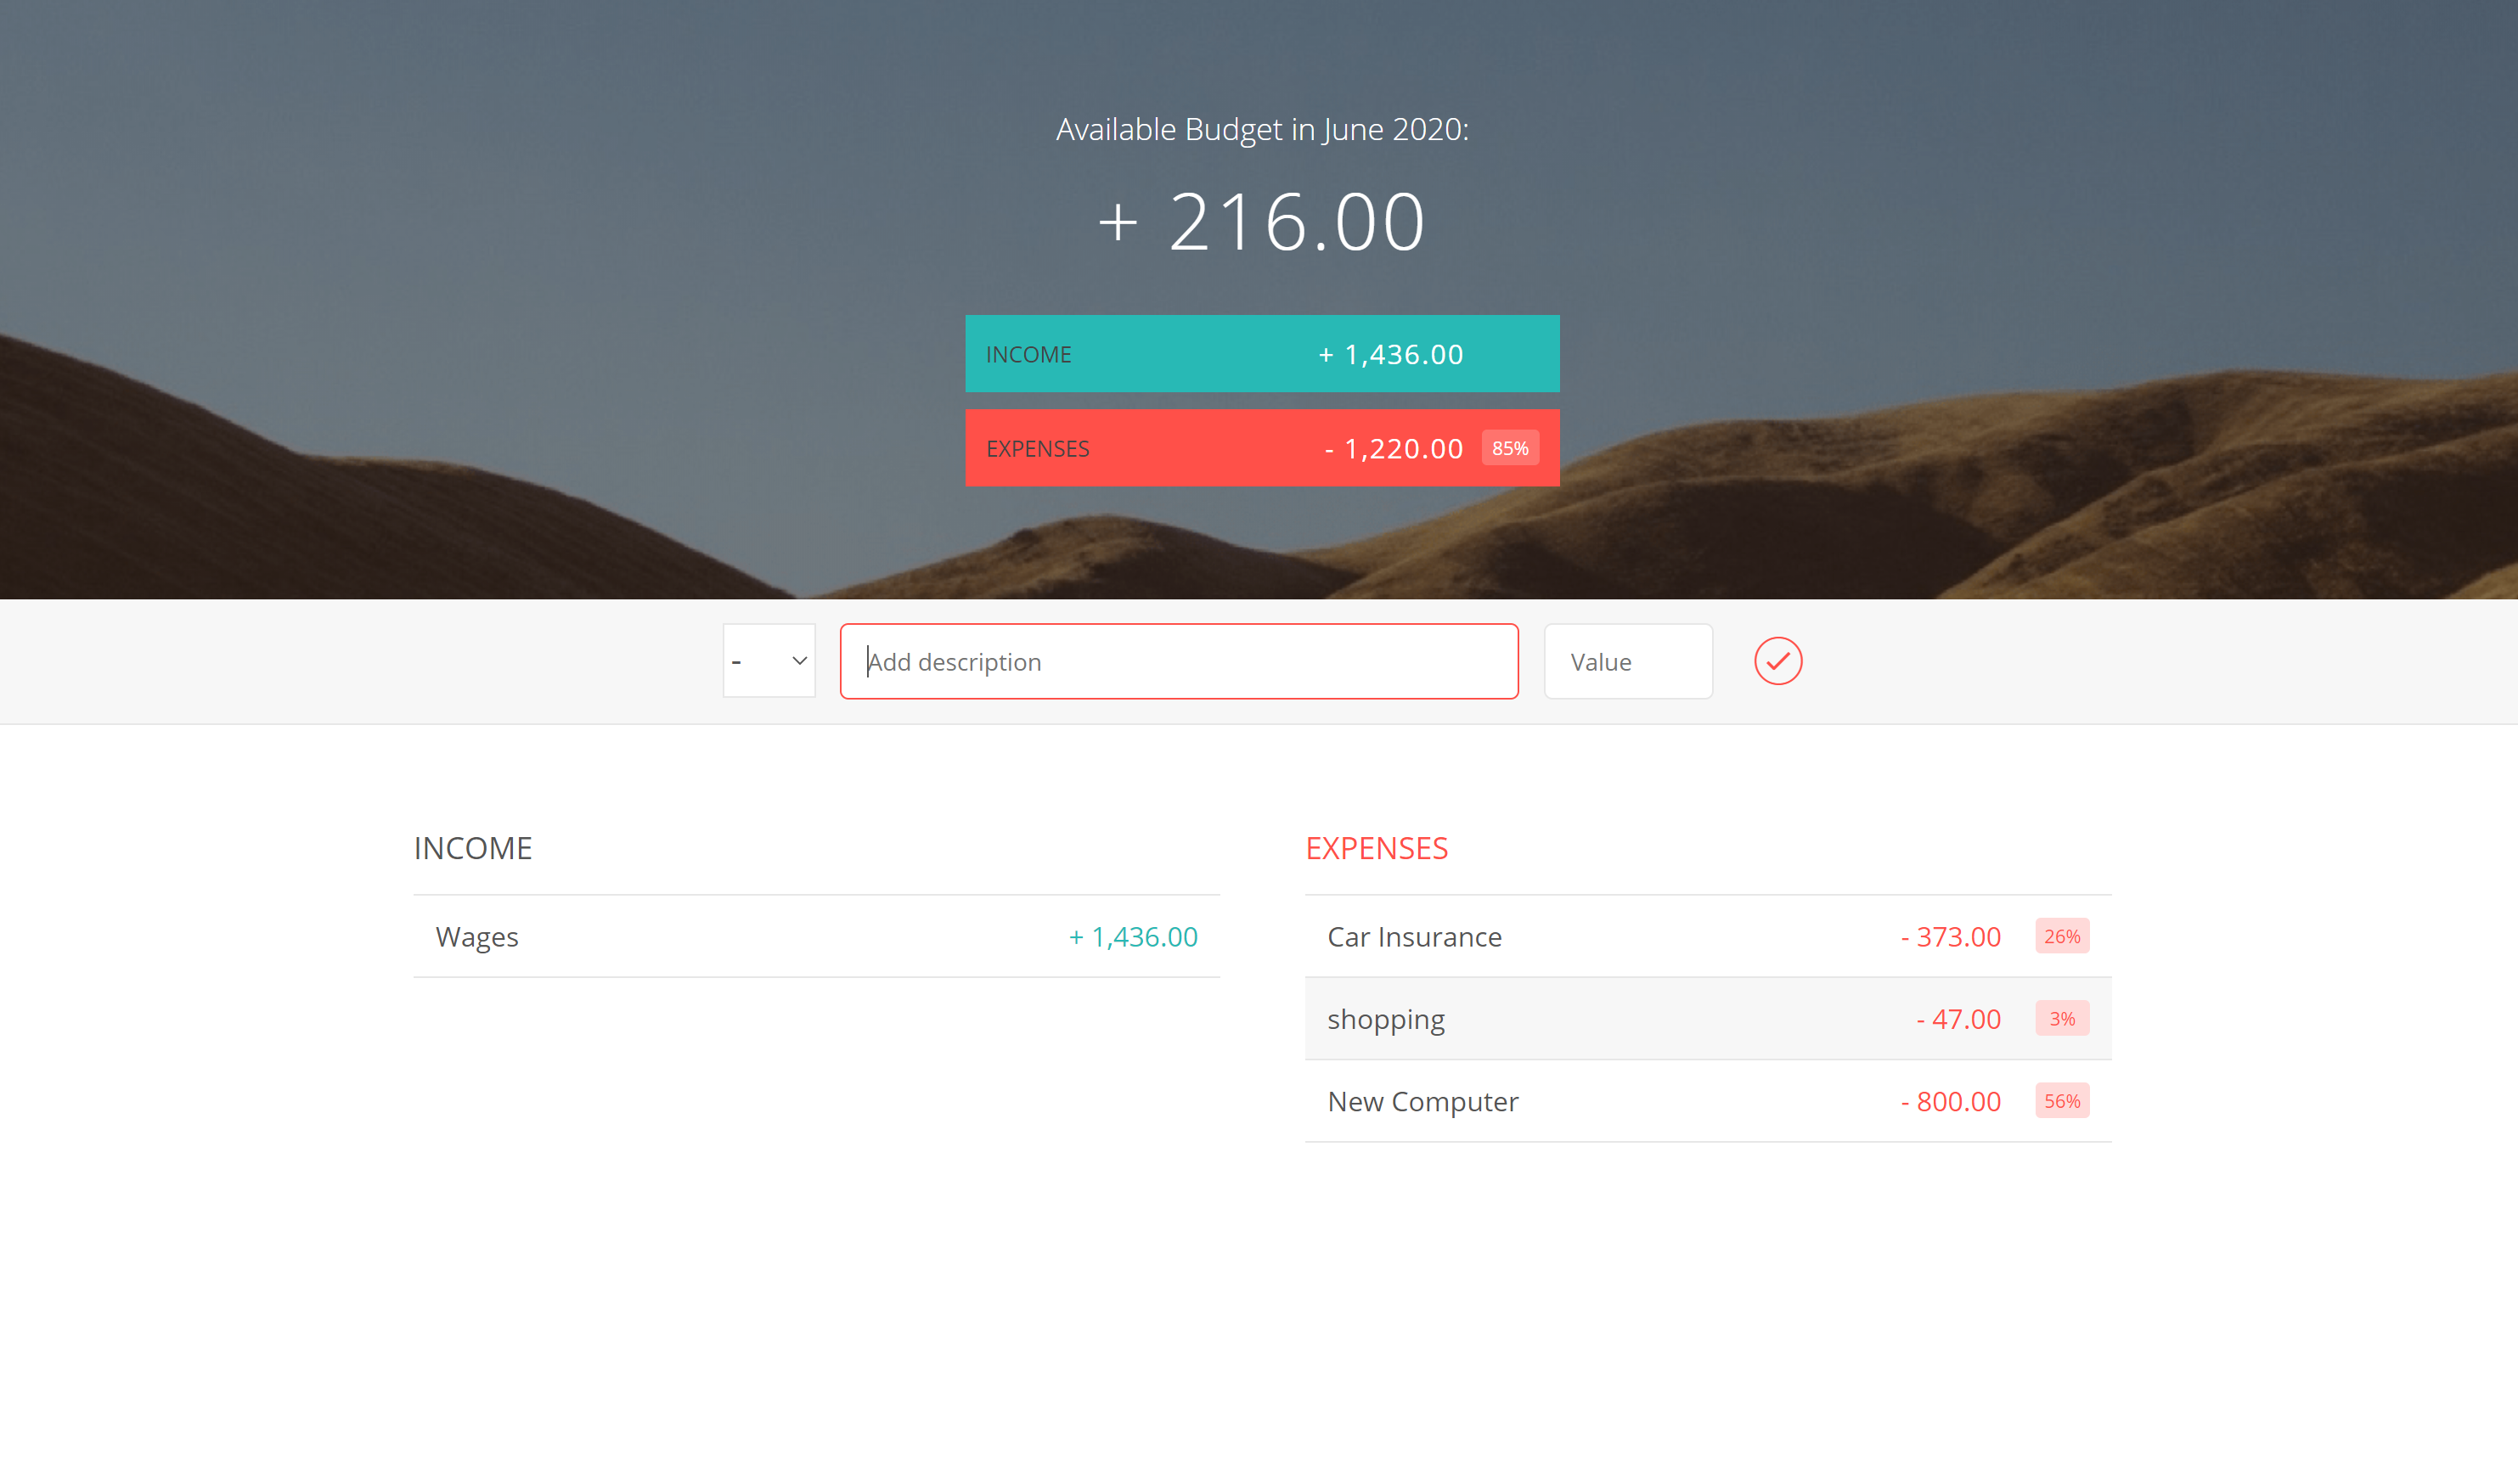 Available Budget in June 2020:
+ 216.00
INCOME + 1,436.00
EXPENSES - 1,220.00 85%
- Add description Value
INCOME
Wages + 1,436.00
EXPENSES
Car Insurance - 373.00 26%
shopping - 47.00 3%
New Computer - 800.00 56%